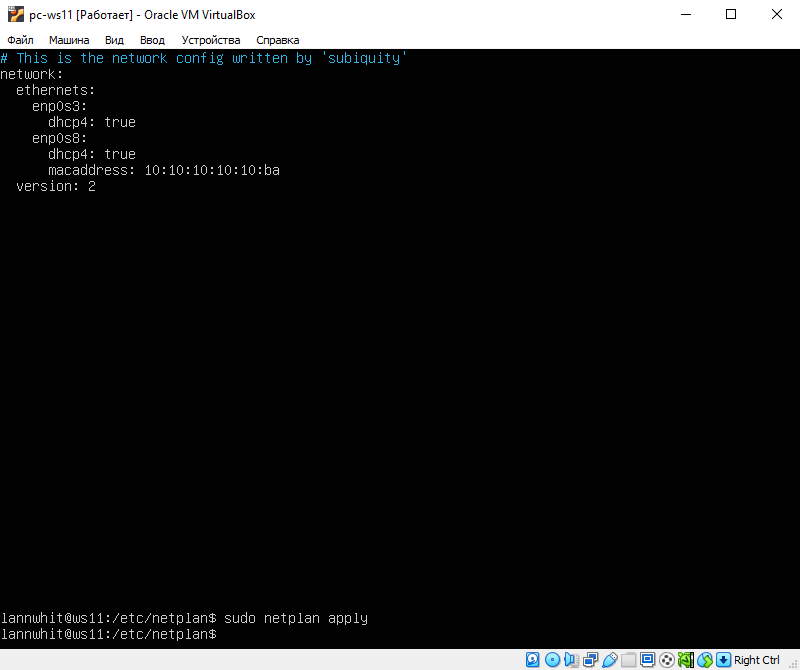 pc-ws11 [Работает] - Oracle VM VirtualBox
Файл Машина Вид Ввод Устройства Справка
# This is the network config written by 'subiquity'
network:
  ethernets:
    enp0s3:
      dhcp4: true
    enp0s8:
      dhcp4: true
      macaddress: 10:10:10:10:10:ba
  version: 2
lannwhit@ws11:/etc/netplan$ sudo netplan apply
lannwhit@ws11:/etc/netplan$
Right Ctrl